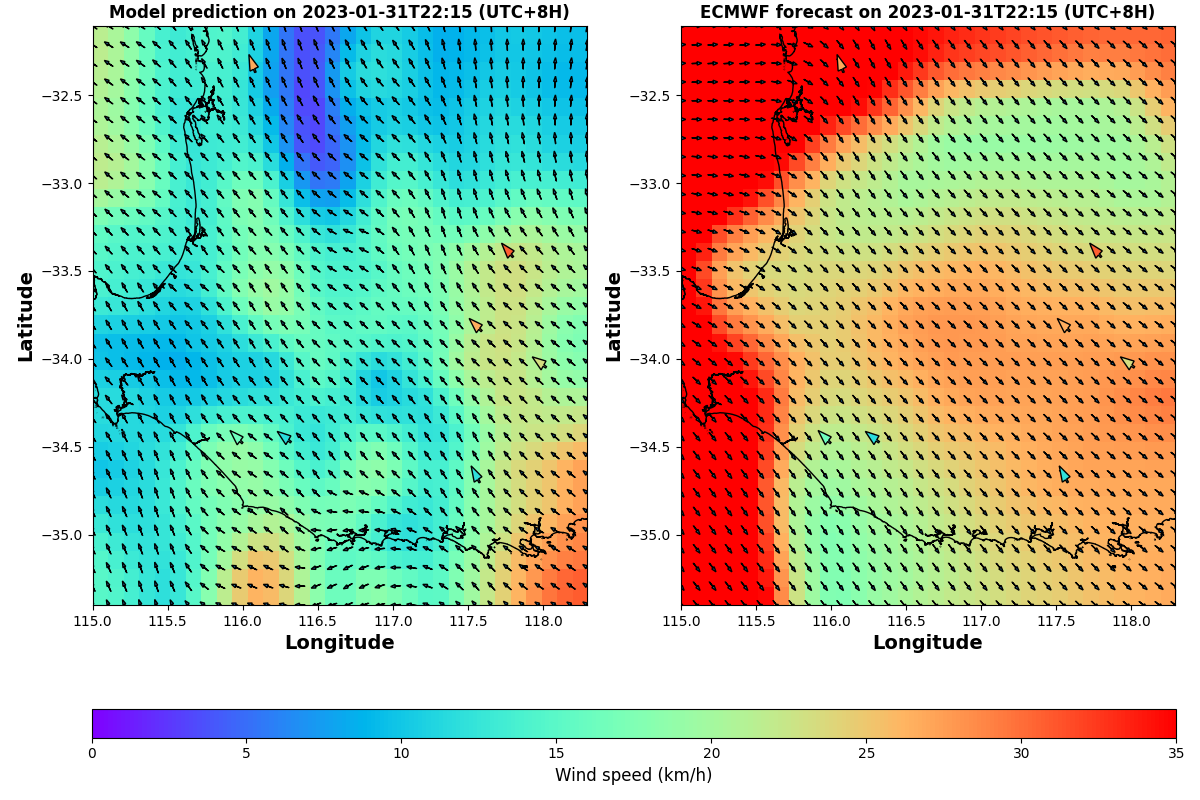 Model prediction on 2023-01-31T22:15 (UTC+8H)
ECMWF forecast on 2023-01-31T22:15 (UTC+8H)
Latitude
−32.5
−33.0
−33.5
−34.0
−34.5
−35.0
Latitude
−32.5
−33.0
−33.5
−34.0
−34.5
−35.0
115.0 115.5 116.0 116.5 117.0 117.5 118.0
Longitude
115.0 115.5 116.0 116.5 117.0 117.5 118.0
Longitude
0 5 10 15 20 25 30 35
Wind speed (km/h)